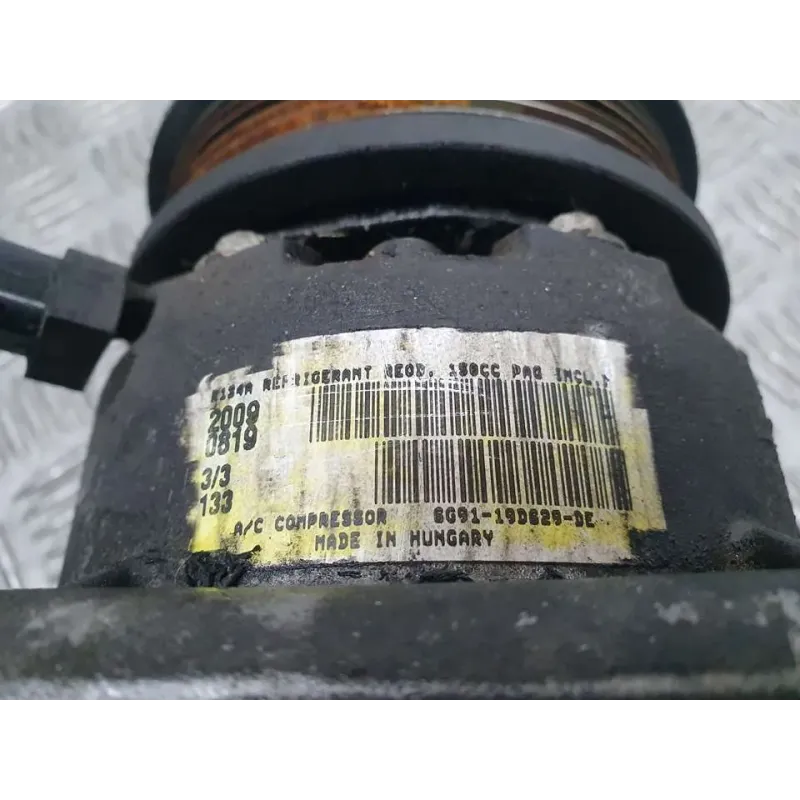 R134A REFRIGERANT REQD. 150CC PAG INCL.
2009
0819
3/3
133
A/C COMPRESSOR 6G91-19D629-DE
MADE IN HUNGARY